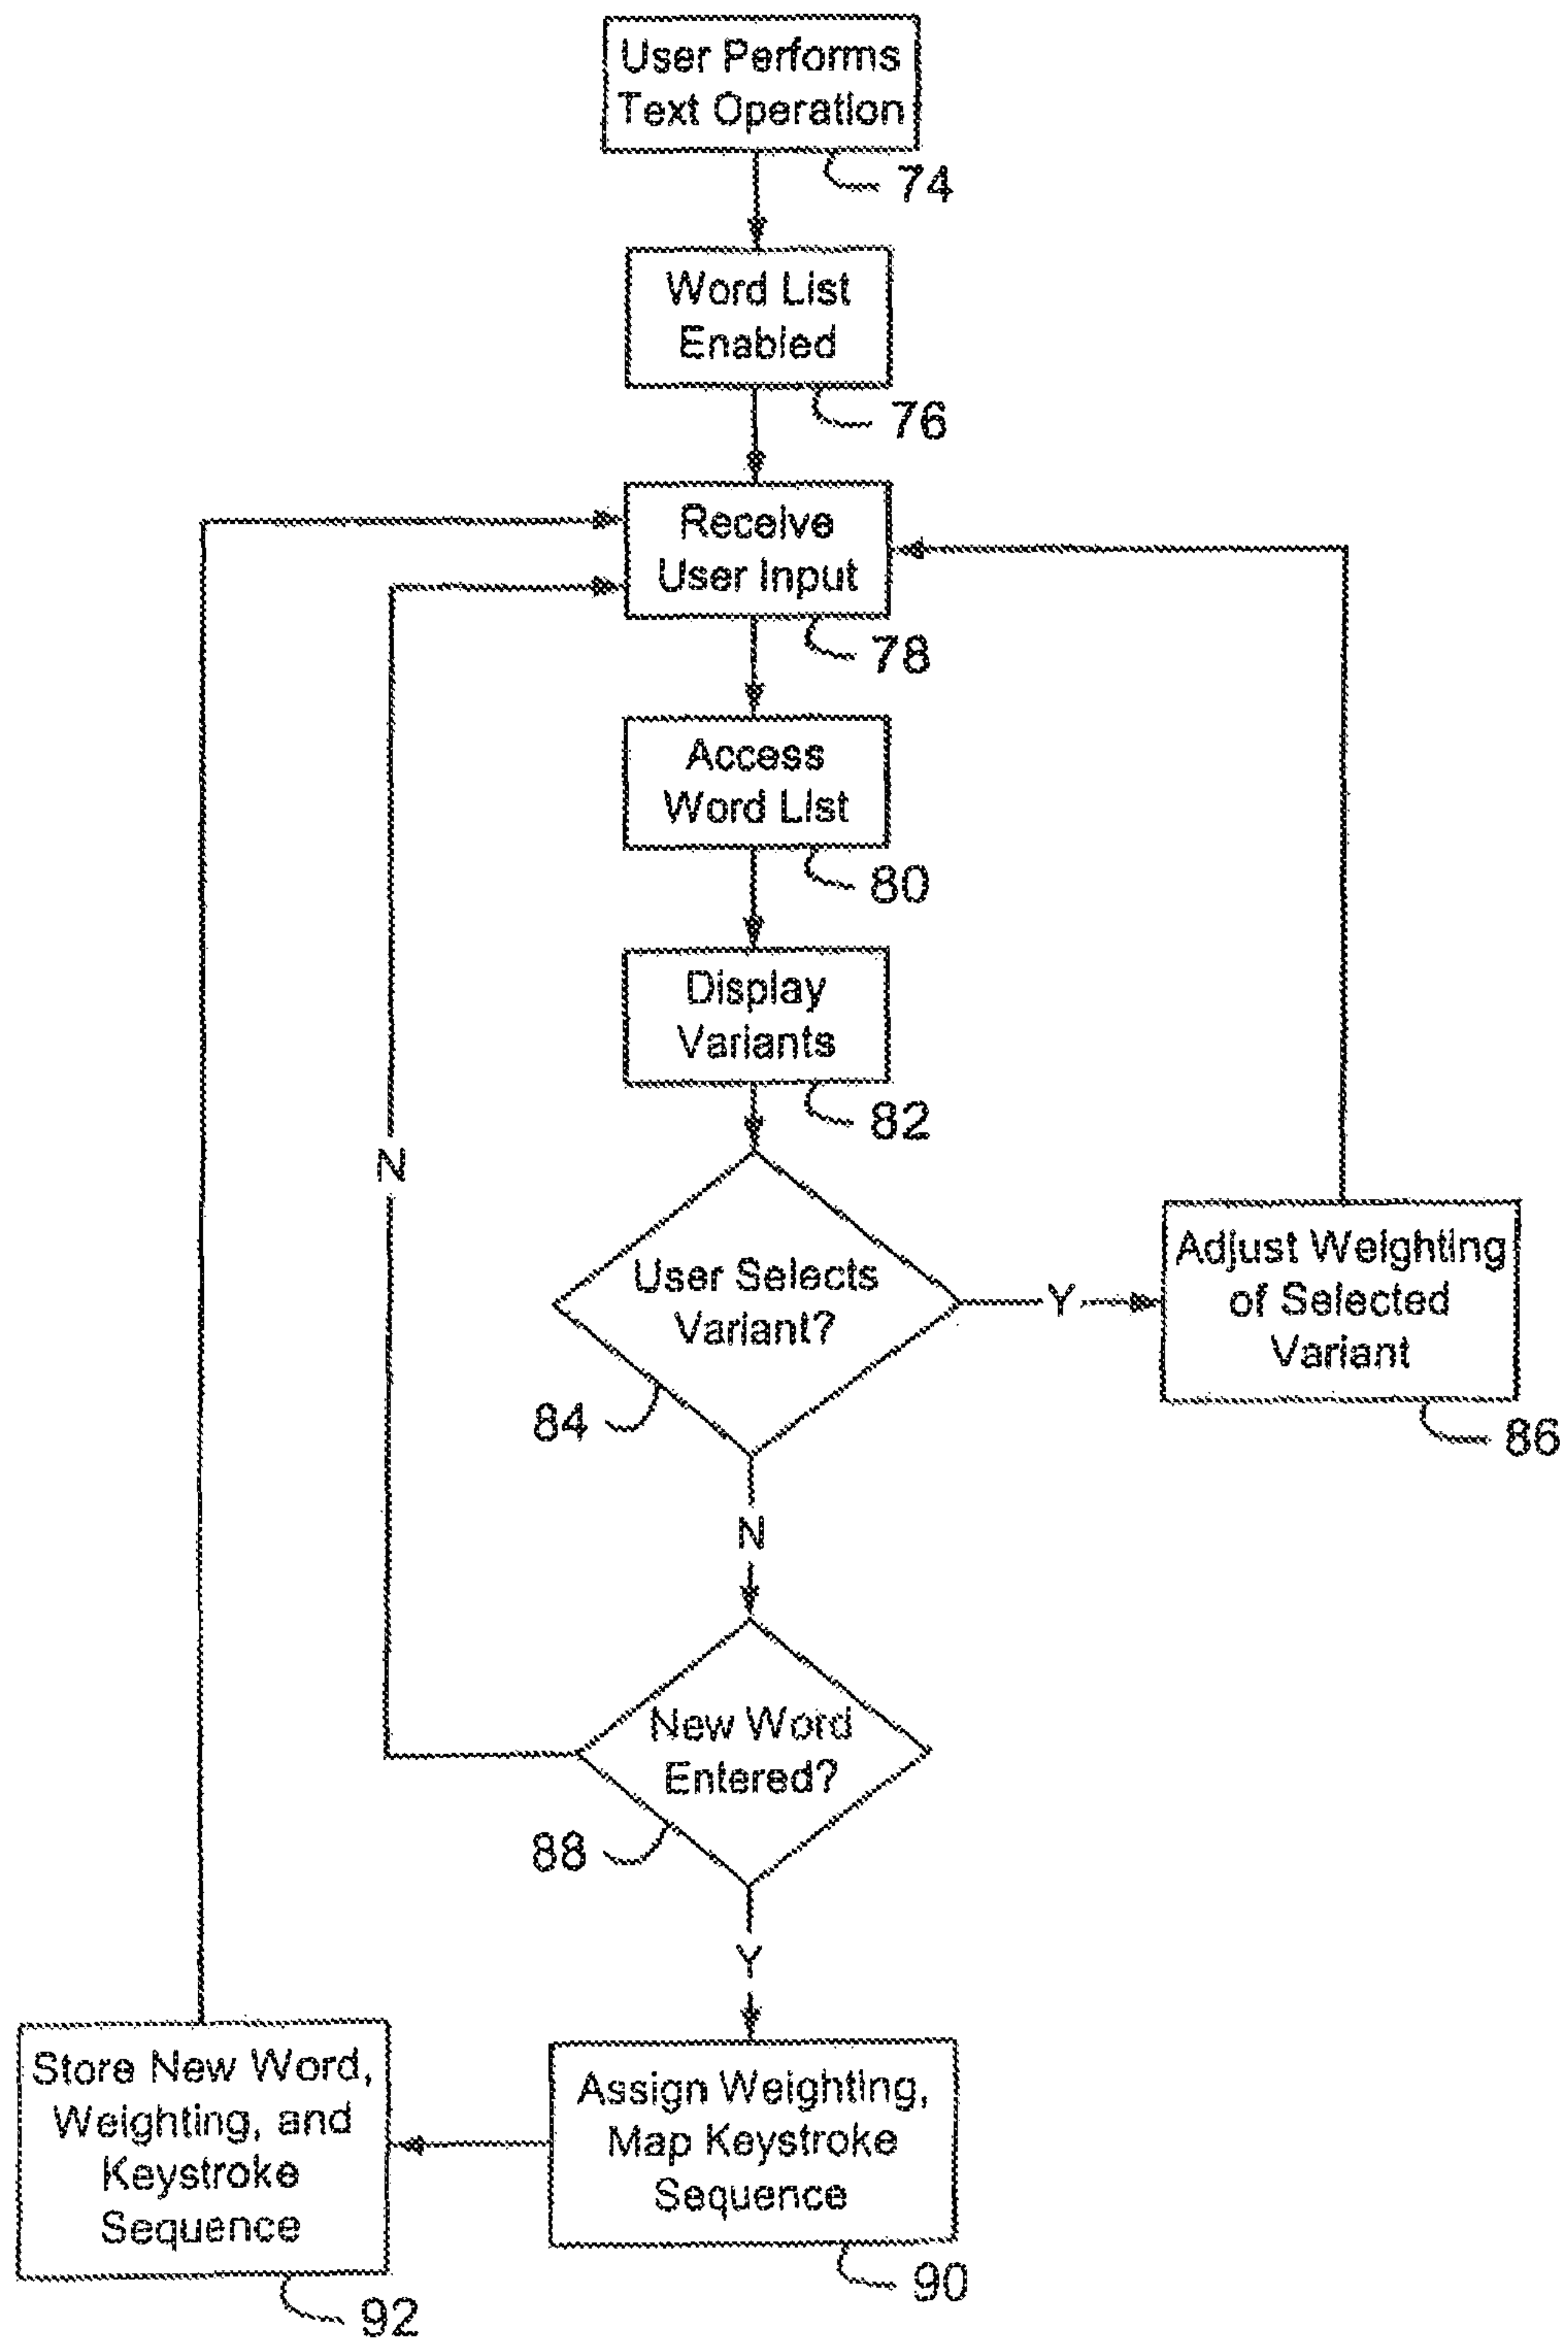 User Performs
Text Operation
74
Word List
Enabled
76
Receive
User Input
78
Access
Word List
80
Display
Variants
82
N
User Selects
Variant?
Y
Adjust Weighting
of Selected
Variant
84
86
N
New Word
Entered?
88
Y
Assign Weighting,
Map Keystroke
Sequence
90
Store New Word,
Weighting, and
Keystroke
Sequence
92